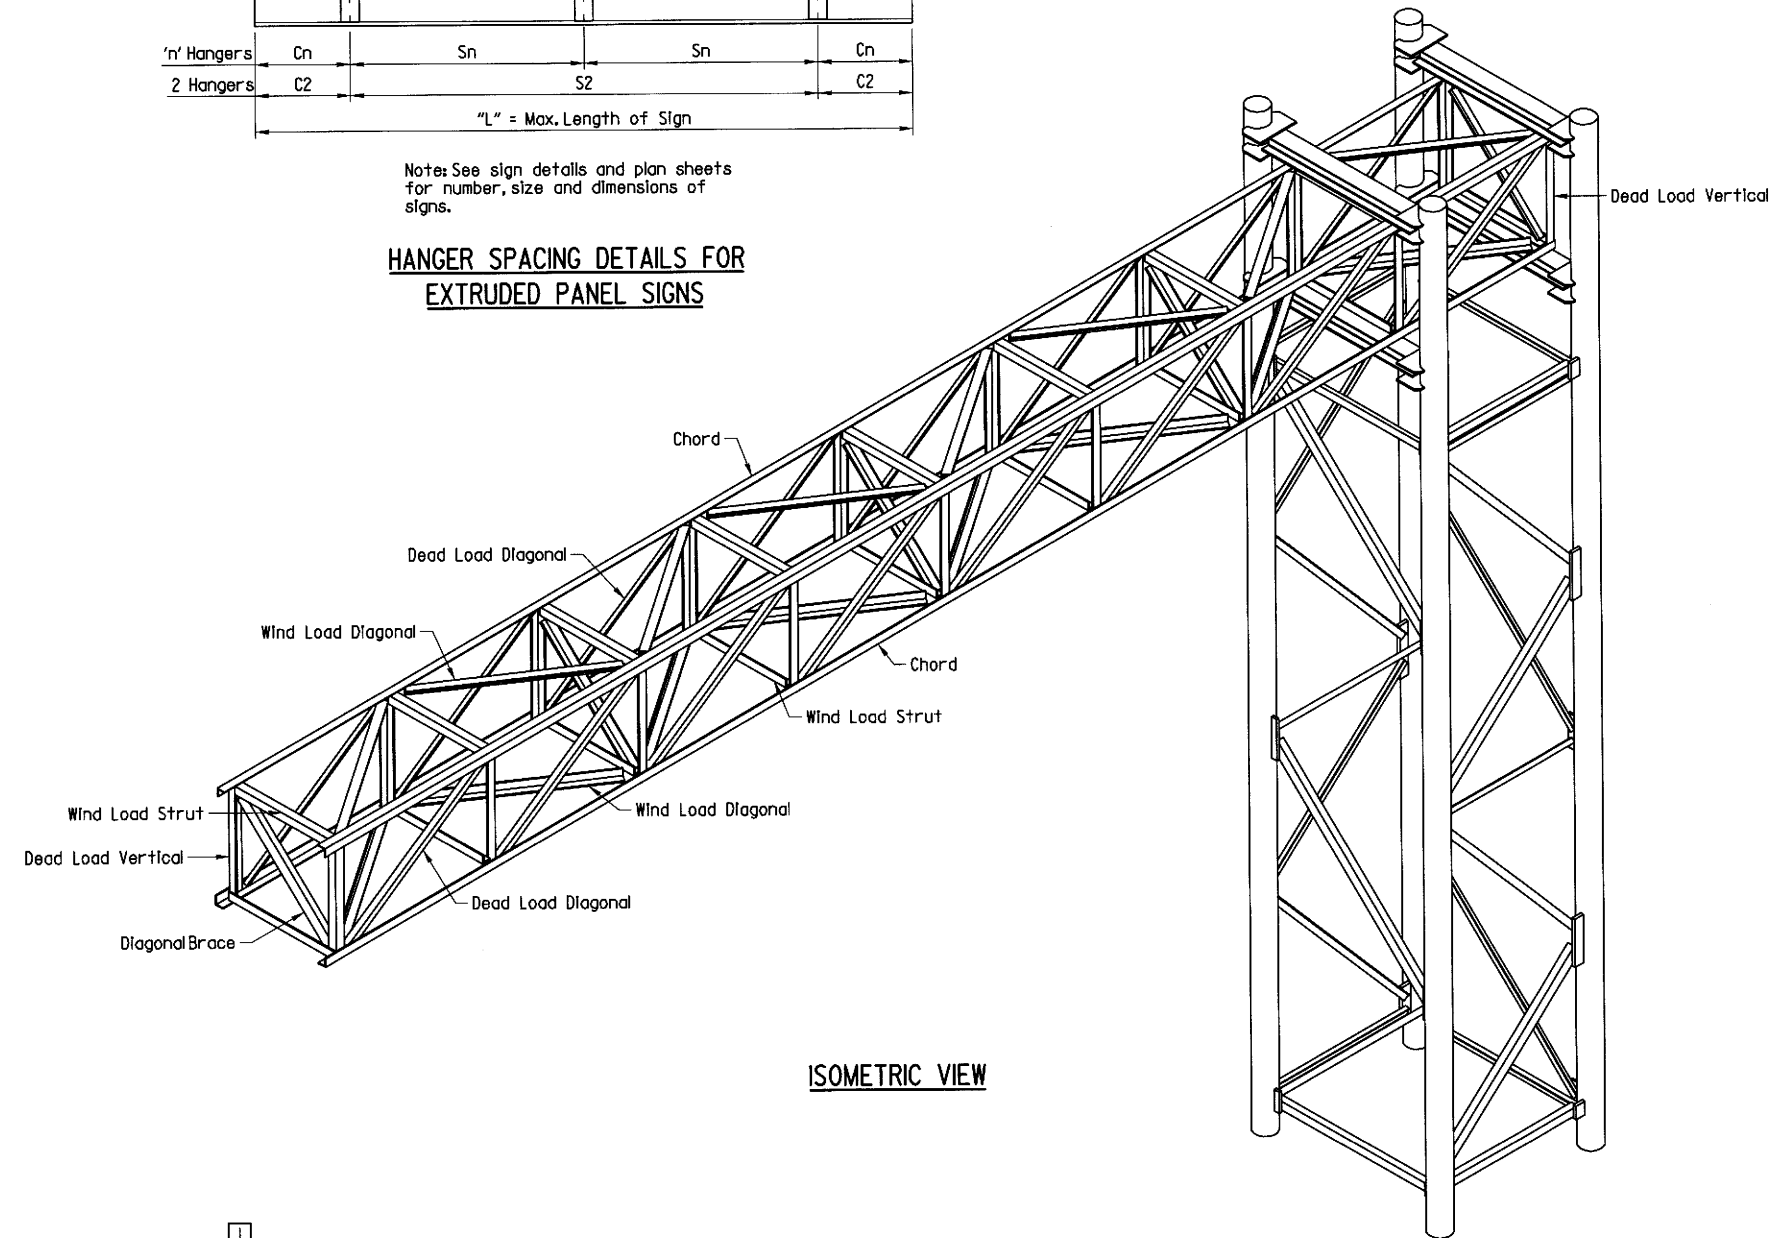 'n' Hangers Cn Sn Sn Cn
2 Hangers C2 S2 C2
"L" = Max. Length of Sign
Note: See sign details and plan sheets
for number, size and dimensions of
signs.
HANGER SPACING DETAILS FOR
EXTRUDED PANEL SIGNS
Dead Load Vertical
Chord
Dead Load Diagonal
Wind Load Diagonal
Chord
Wind Load Strut
Wind Load Strut
Wind Load Diagonal
Dead Load Vertical
Dead Load Diagonal
Diagonal Brace
ISOMETRIC VIEW